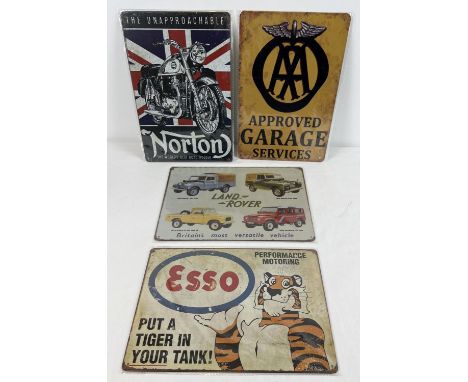 THE UNAPPROACHABLE
Norton
AA
APPROVED
GARAGE
SERVICES
LAND-
ROVER
Britains most versatile vehicle
PERFORMANCE
MOTORING
Esso
PUT A
TIGER IN
YOUR TANK!